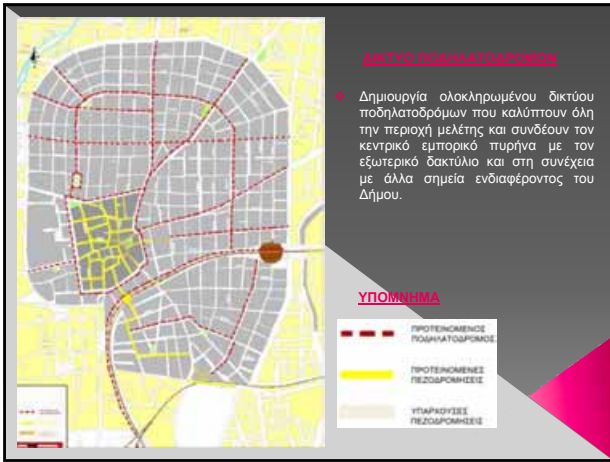 ΔΙΚΤΥΟ ΠΟΔΗΛΑΤΟΔΡΟΜΩΝ
Δημιουργία ολοκληρωμένου δικτύου
ποδηλατοδρόμων που καλύπτουν όλη
την περιοχή μελέτης και συνδέουν τον
κεντρικό εμπορικό πυρήνα με τον
εξωτερικό δακτύλιο και στη συνέχεια
με άλλα σημεία ενδιαφέροντος του
Δήμου.
ΥΠΟΜΝΗΜΑ
ΠΡΟΤΕΙΝΟΜΕΝΟΣ
ΠΟΔΗΛΑΤΟΔΡΟΜΟΣ
ΠΡΟΤΕΙΝΟΜΕΝΕΣ
ΠΕΖΟΔΡΟΜΗΣΕΙΣ
ΥΠΑΡΧΟΥΣΕΣ
ΠΕΖΟΔΡΟΜΗΣΕΙΣ